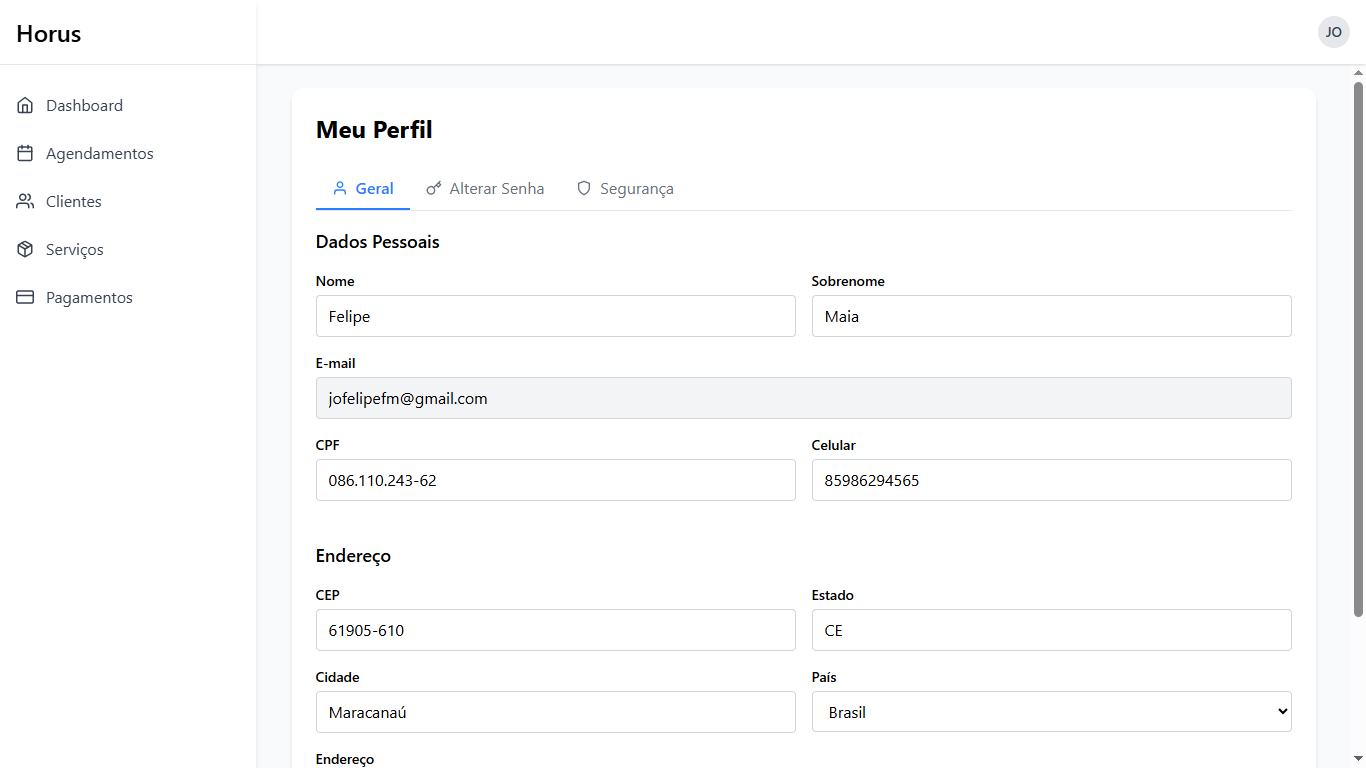 Horus
JO
Dashboard
Agendamentos
Clientes
Serviços
Pagamentos
Meu Perfil
Geral
Alterar Senha
Segurança
Dados Pessoais
Nome
Sobrenome
Felipe
Maia
E-mail
jofelipefm@gmail.com
CPF
Celular
086.110.243-62
85986294565
Endereço
CEP
Estado
61905-610
CE
Cidade
País
Maracanaú
Brasil
Endereço